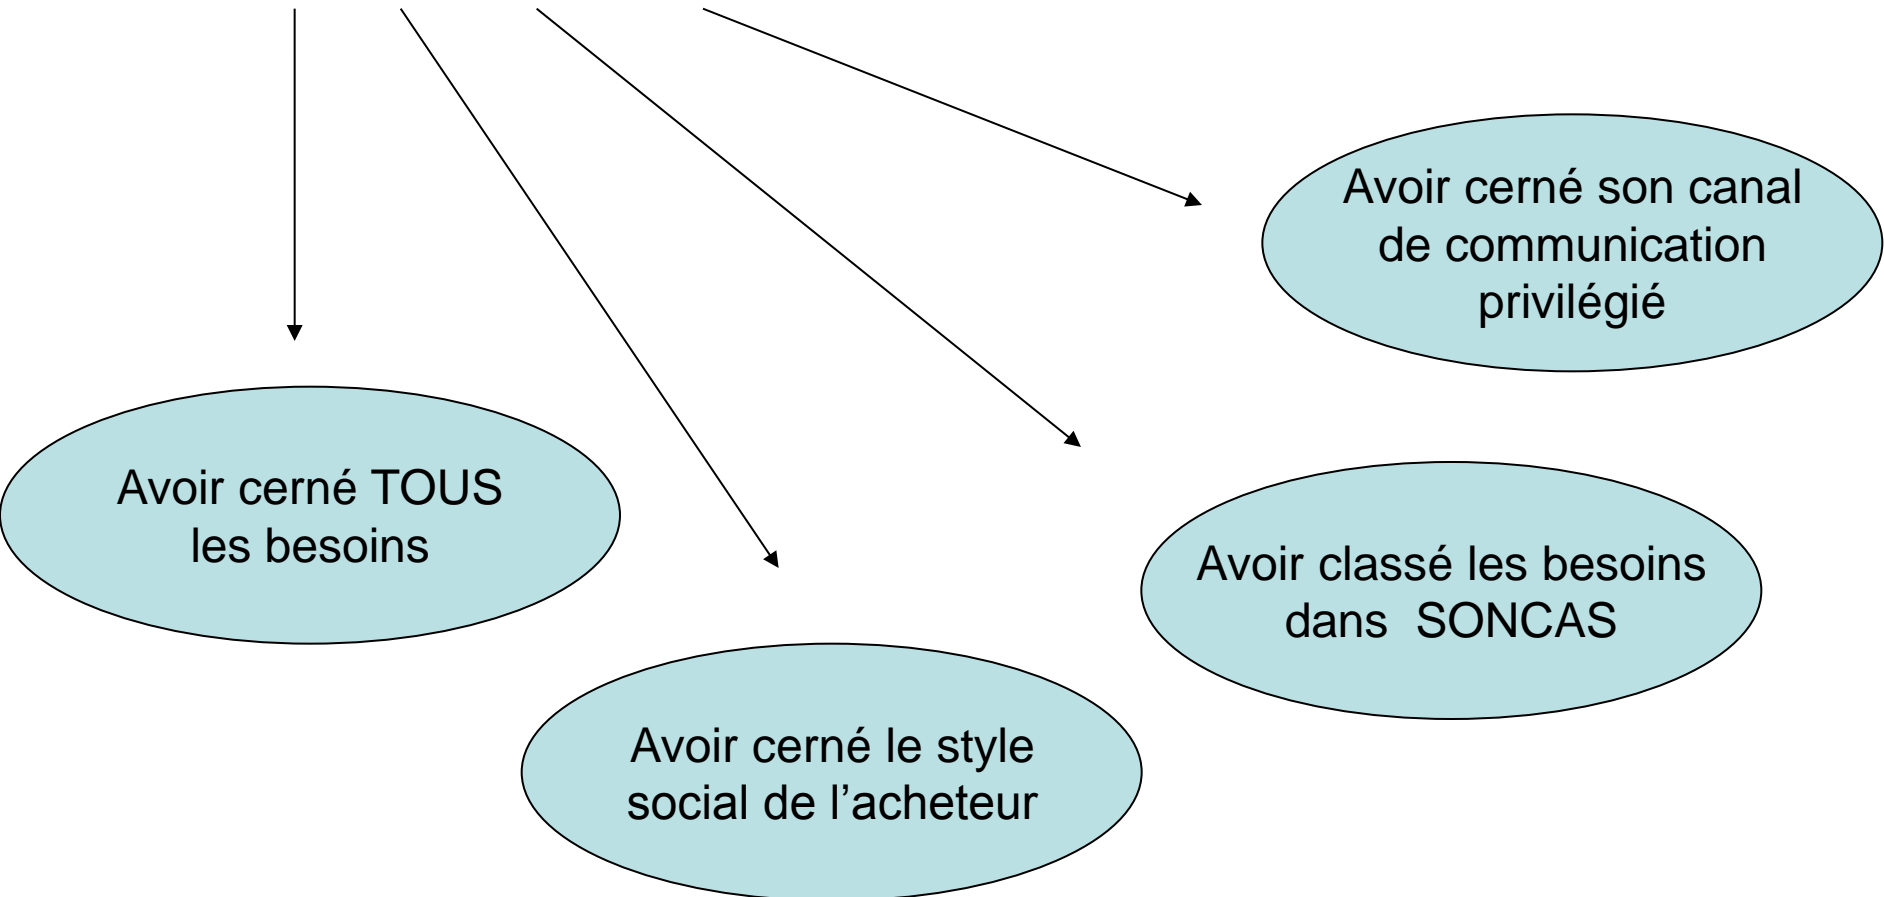 Avoir cerné son canal
de communication
privilégié
Avoir cerné TOUS
les besoins
Avoir classé les besoins
dans  SONCAS
Avoir cerné le style
social de l’acheteur